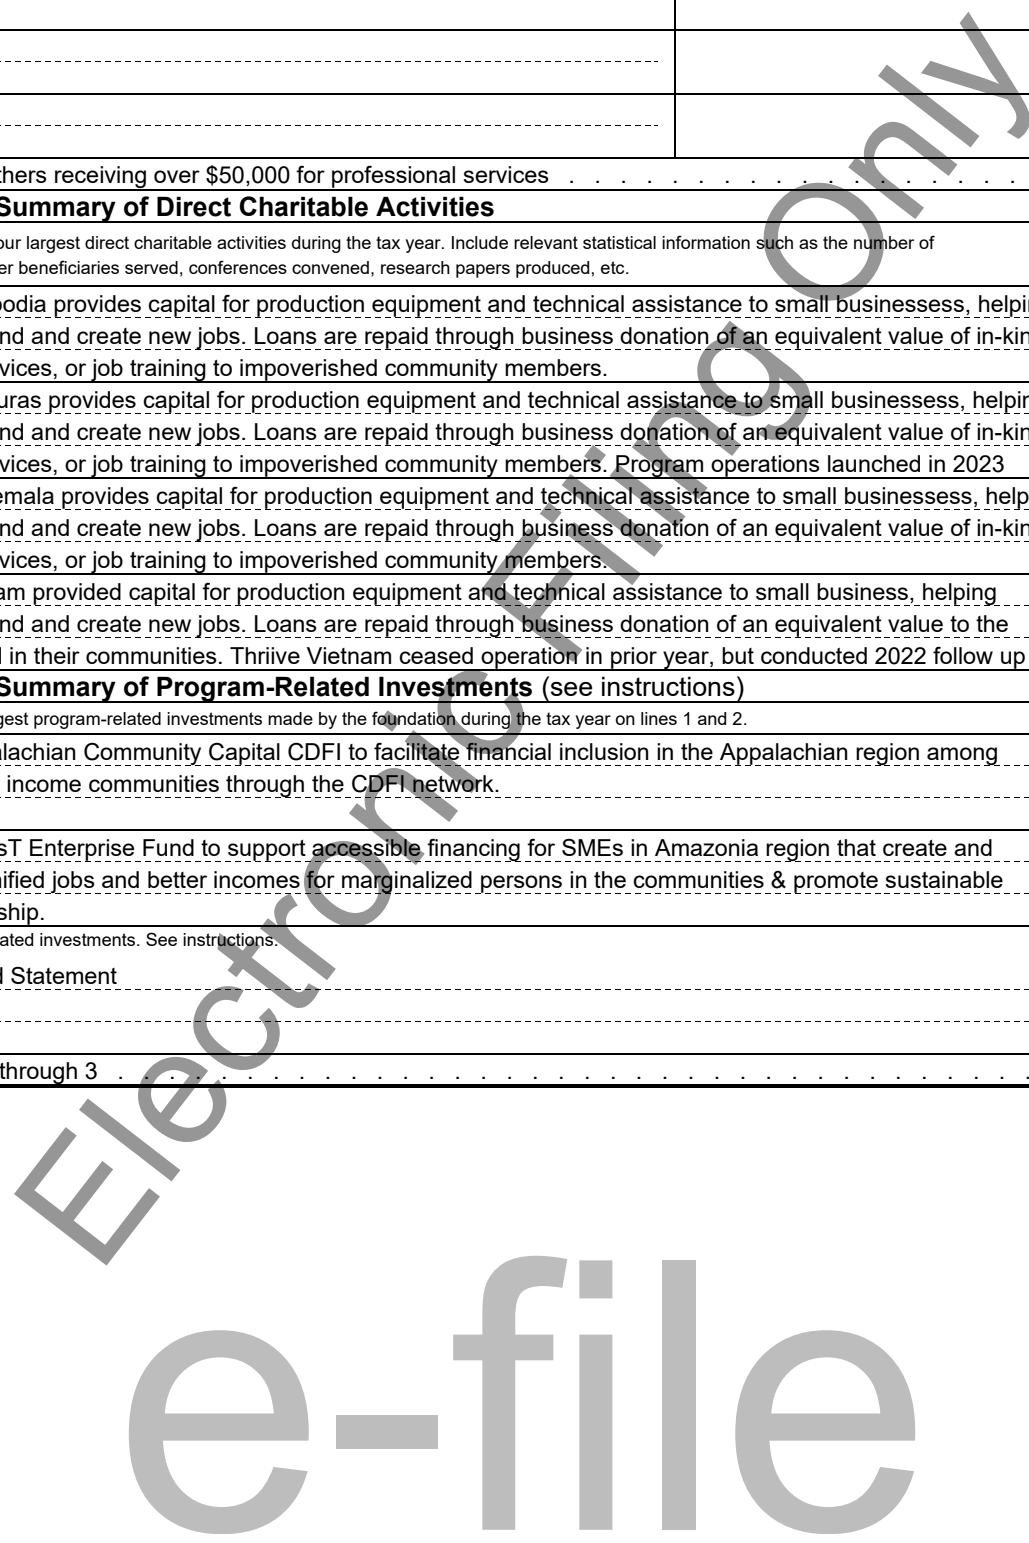 thers receiving over $50,000 for professional services . . . . . . . . . . . . . . . . . . .
Summary of Direct Charitable Activities
our largest direct charitable activities during the tax year. Include relevant statistical information such as the number of
er beneficiaries served, conferences convened, research papers produced, etc.
odia provides capital for production equipment and technical assistance to small businessess, helpi
nd and create new jobs. Loans are repaid through business donation of an equivalent value of in-kin
vices, or job training to impoverished community members.
uras provides capital for production equipment and technical assistance to small businessess, helpin
nd and create new jobs. Loans are repaid through business donation of an equivalent value of in-kin
vices, or job training to impoverished community members. Program operations launched in 2023
emala provides capital for production equipment and technical assistance to small businessess, help
nd and create new jobs. Loans are repaid through business donation of an equivalent value of in-kin
vices, or job training to impoverished community members.
am provided capital for production equipment and technical assistance to small business, helping
nd and create new jobs. Loans are repaid through business donation of an equivalent value to the
in their communities. Thriive Vietnam ceased operation in prior year, but conducted 2022 follow up
Summary of Program-Related Investments (see instructions)
gest program-related investments made by the foundation during the tax year on lines 1 and 2.
alachian Community Capital CDFI to facilitate financial inclusion in the Appalachian region among
income communities through the CDFI network.
sT Enterprise Fund to support accessible financing for SMEs in Amazonia region that create and
nified jobs and better incomes for marginalized persons in the communities & promote sustainable
ship.
ated investments. See instructions.
d Statement
through 3 . . . . . . . . . . . . . . . . . . . . . . . . . . . . . . . . . . . .
Electronic Filing Only
e-file